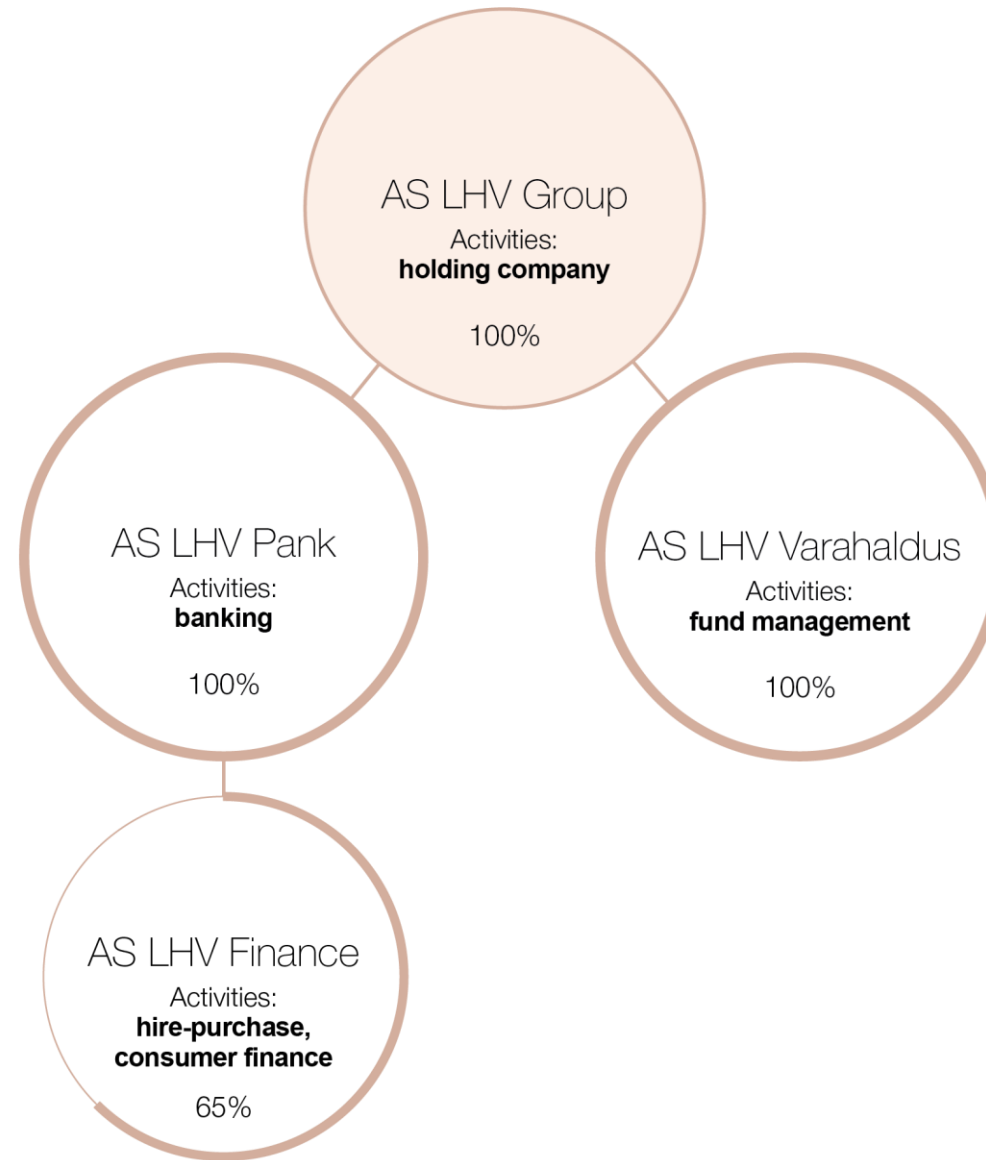 AS LHV Group
Activities:
holding company
100%
AS LHV Pank
Activities:
banking
100%
AS LHV Varahaldus
Activities:
fund management
100%
AS LHV Finance
Activities:
hire-purchase,
consumer finance
65%